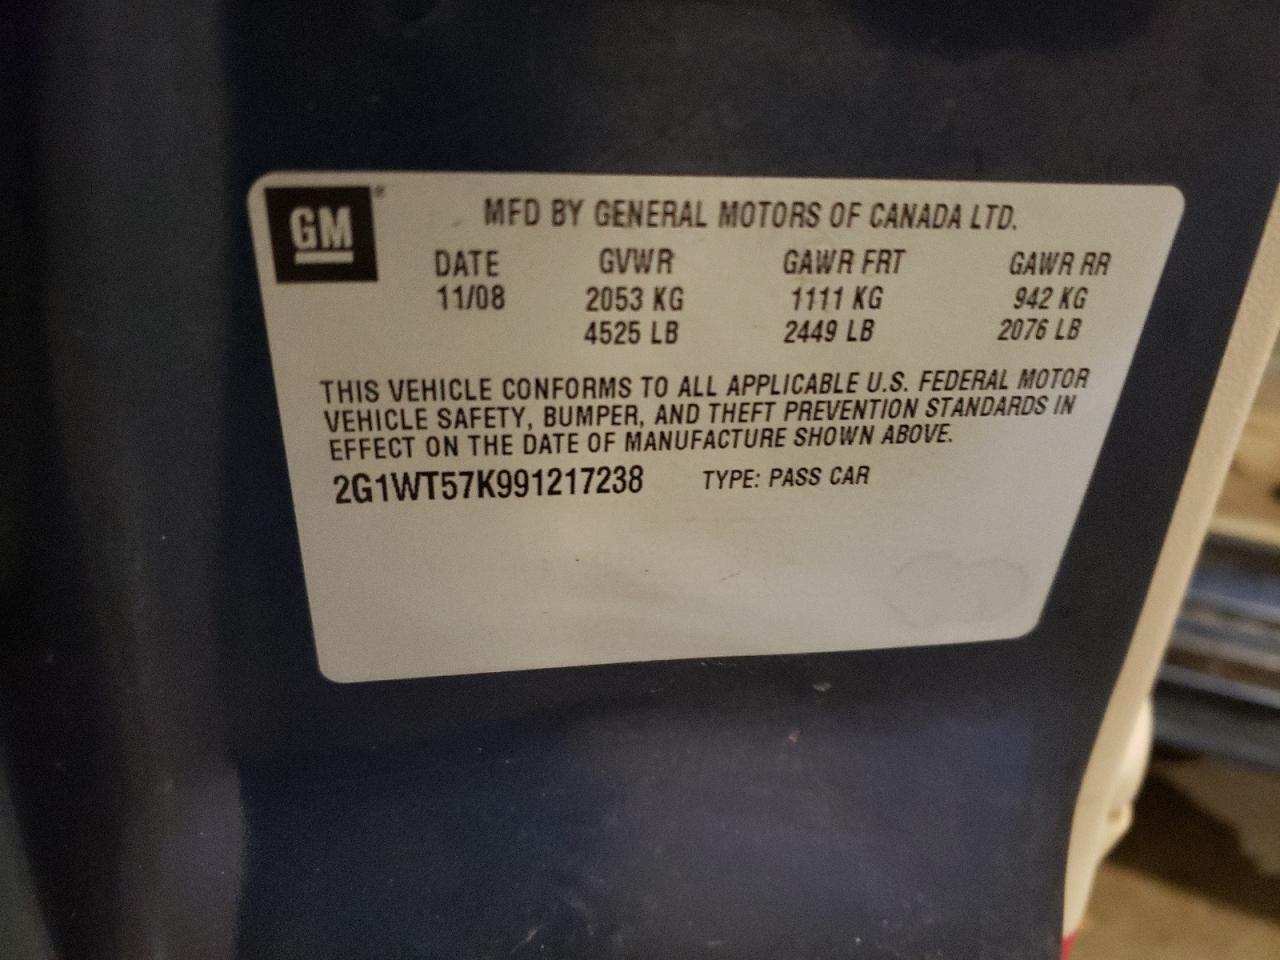 GM®
MFD BY GENERAL MOTORS OF CANADA LTD.
DATE GVWR GAWR FRT GAWR RR
11/08 2053 KG 1111 KG 942 KG
4525 LB 2449 LB 2076 LB
THIS VEHICLE CONFORMS TO ALL APPLICABLE U.S. FEDERAL MOTOR
VEHICLE SAFETY, BUMPER, AND THEFT PREVENTION STANDARDS IN
EFFECT ON THE DATE OF MANUFACTURE SHOWN ABOVE.
2G1WT57K991217238 TYPE: PASS CAR